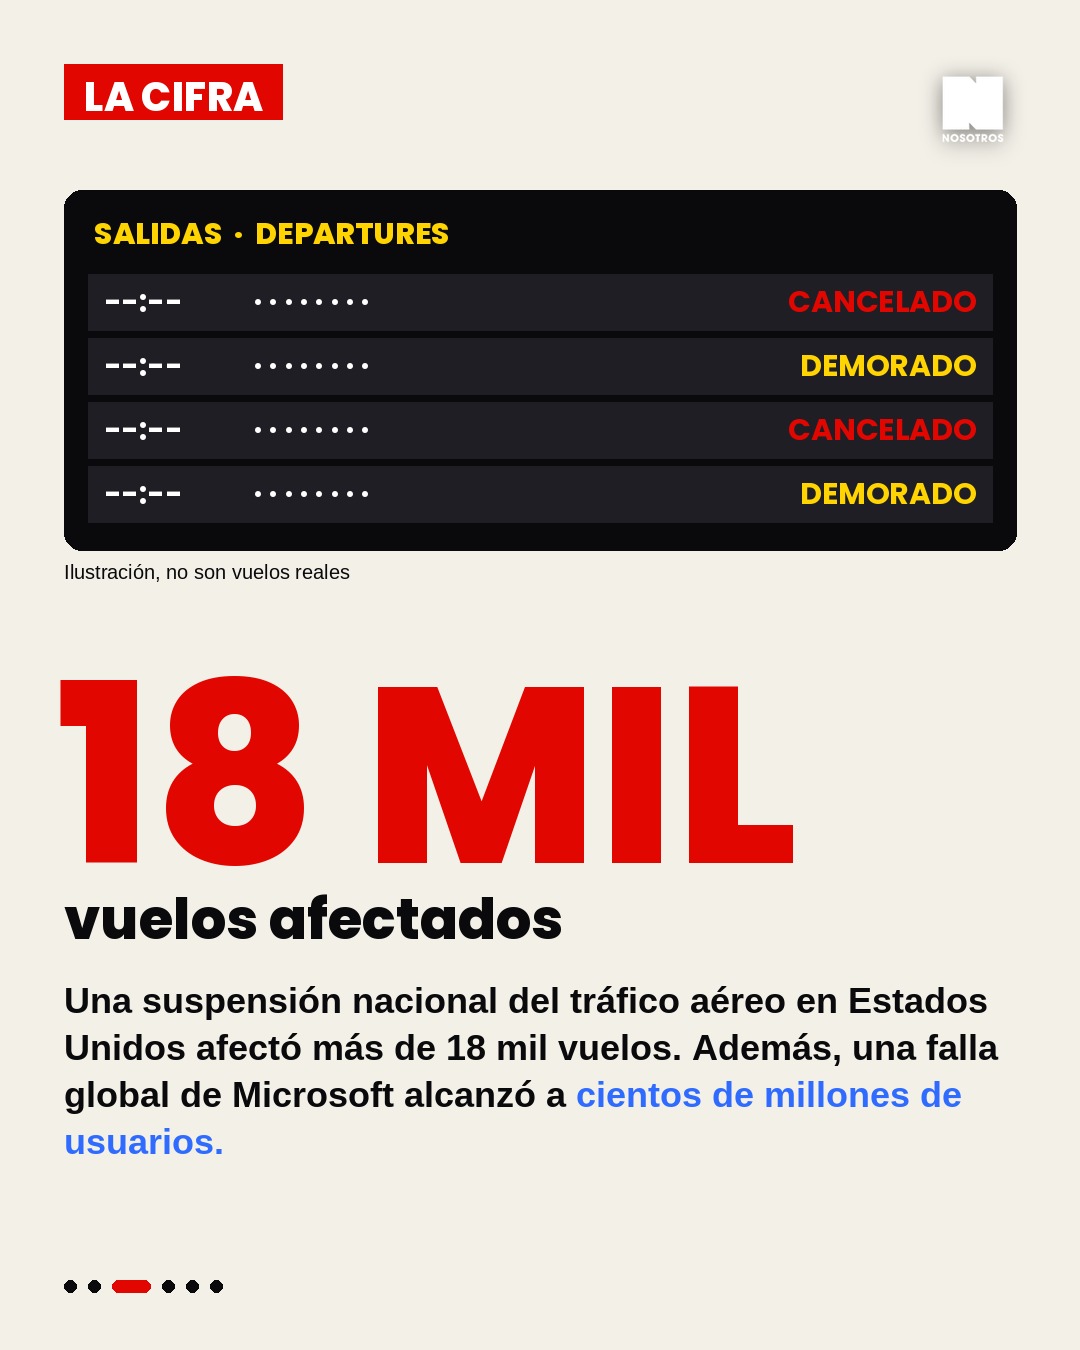 LA CIFRA
NOSOTROS
SALIDAS · DEPARTURES
--:-- ........ CANCELADO
--:-- ........ DEMORADO
--:-- ........ CANCELADO
--:-- ........ DEMORADO
Ilustración, no son vuelos reales
18 MIL
vuelos afectados
Una suspensión nacional del tráfico aéreo en Estados
Unidos afectó más de 18 mil vuelos. Además, una falla
global de Microsoft alcanzó a cientos de millones de
usuarios.